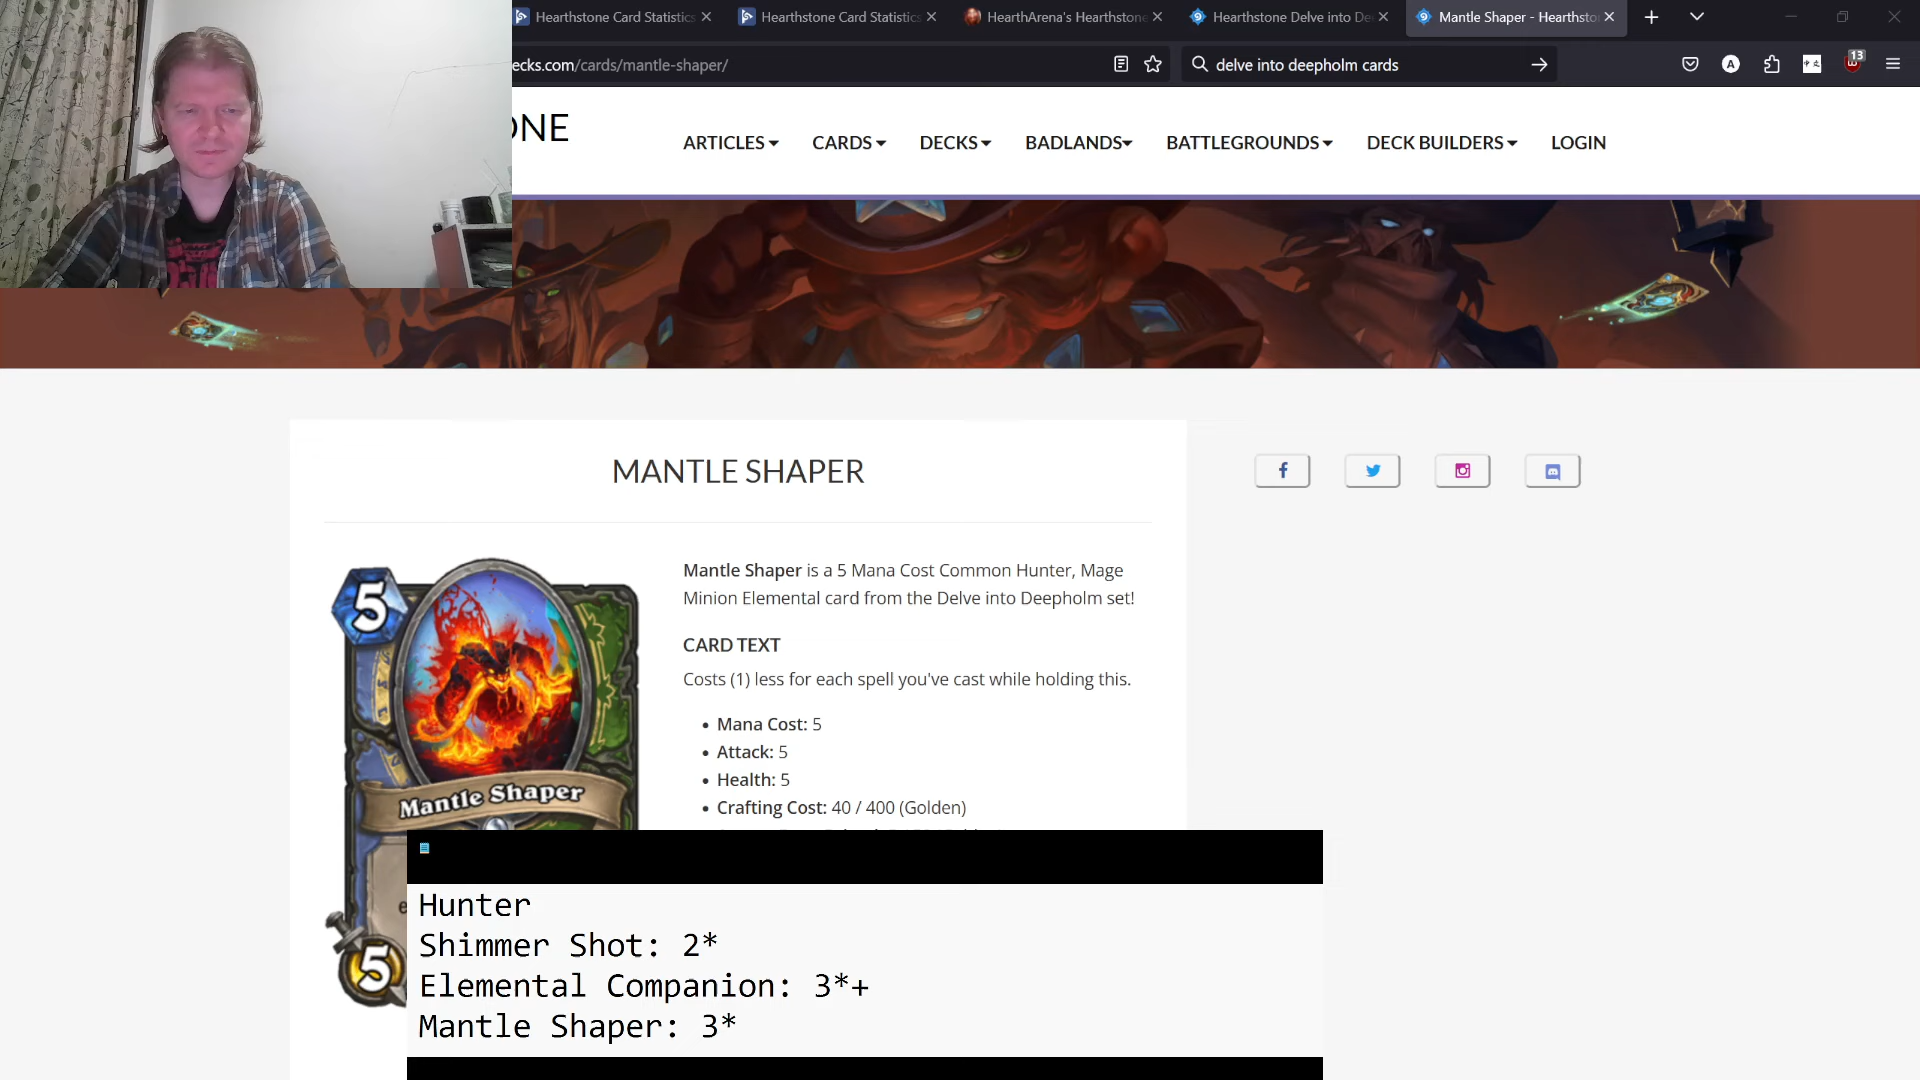 Hearthstone Card Statistics
Hearthstone Card Statistics
HearthArena's Hearthstone
Hearthstone Delve into De
Mantle Shaper - Hearthsto
ecks.com/cards/mantle-shaper/
delve into deepholm cards
A
13
ONE
ARTICLES
CARDS
DECKS
BADLANDS
BATTLEGROUNDS
DECK BUILDERS
LOGIN
MANTLE SHAPER
5
Mantle Shaper
5
Mantle Shaper is a 5 Mana Cost Common Hunter, Mage
Minion Elemental card from the Delve into Deepholm set!
CARD TEXT
Costs (1) less for each spell you've cast while holding this.
• Mana Cost: 5
• Attack: 5
• Health: 5
• Crafting Cost: 40 / 400 (Golden)
Hunter
Shimmer Shot: 2*
Elemental Companion: 3*+
Mantle Shaper: 3*